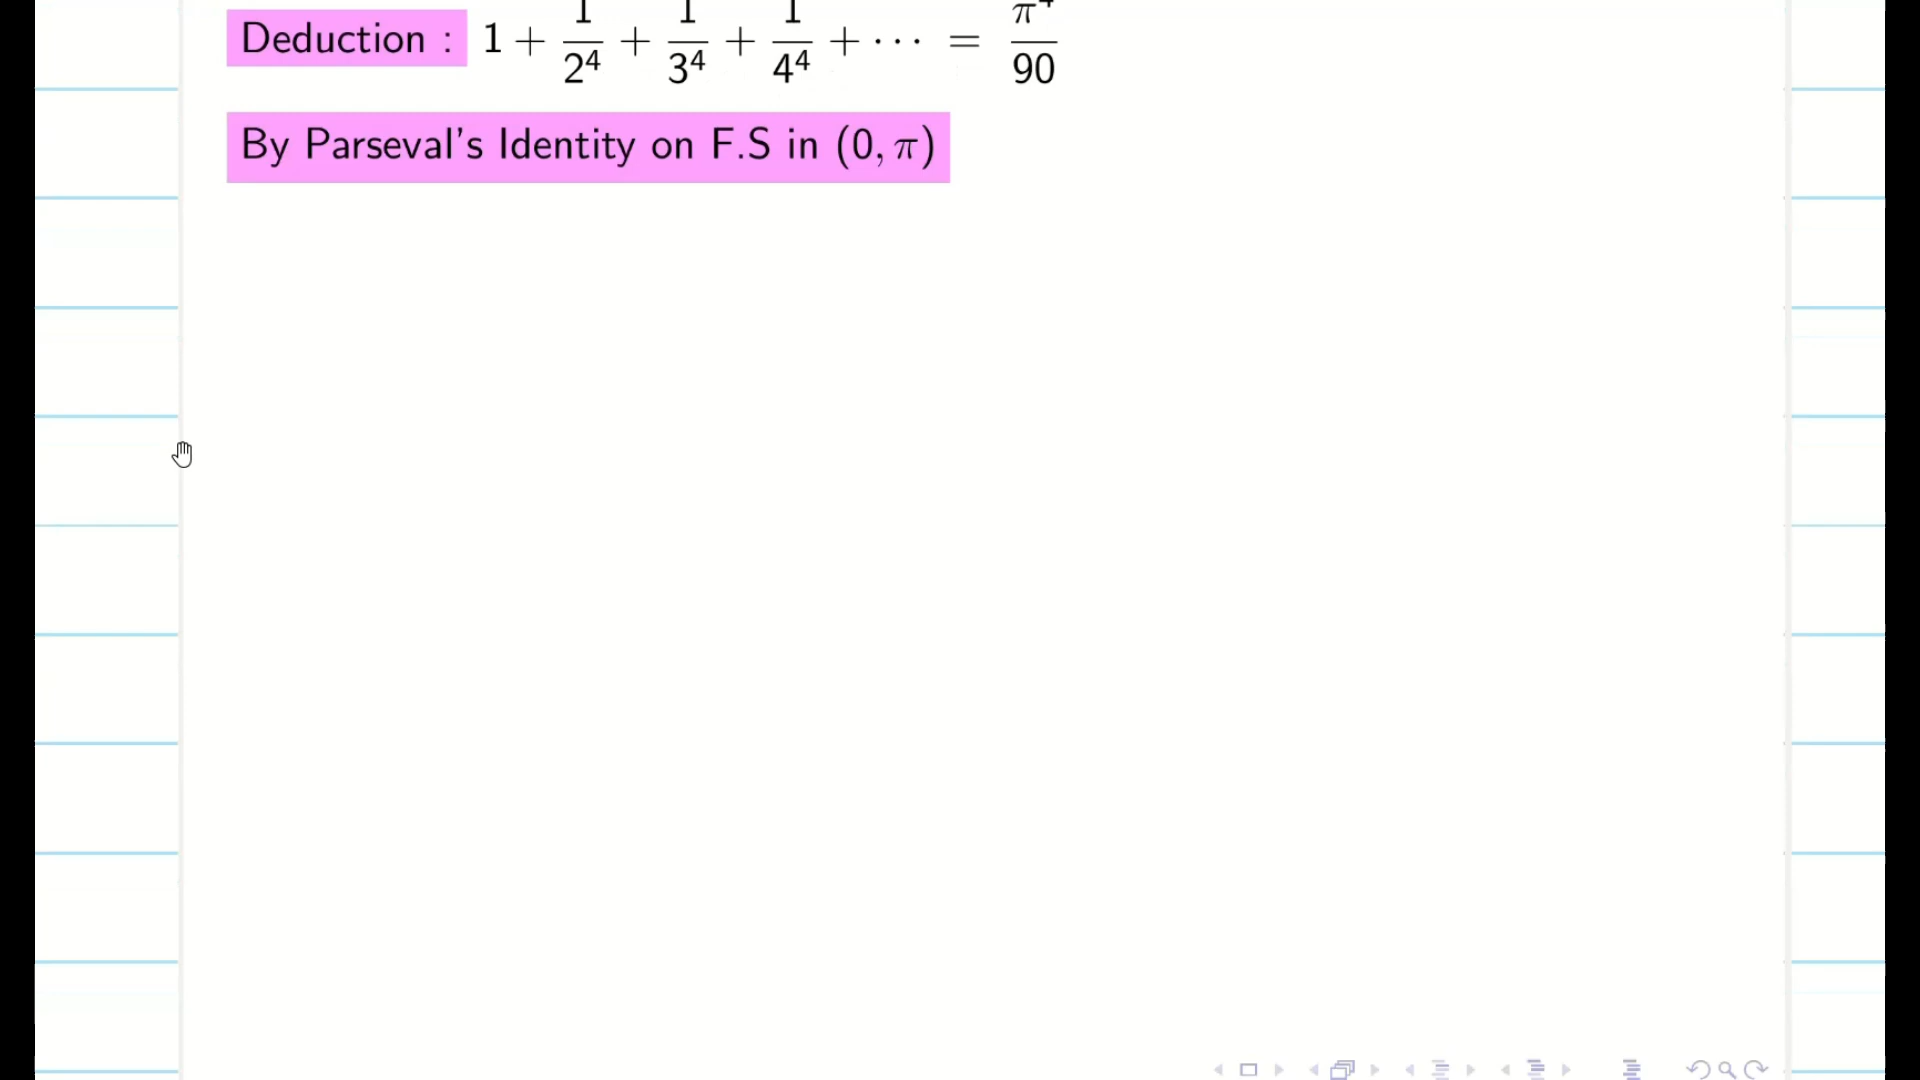 Deduction : 1 + 1/2⁴ + 1/3⁴ + 1/4⁴ + ··· = π⁴/90
By Parseval's Identity on F.S in (0, π)